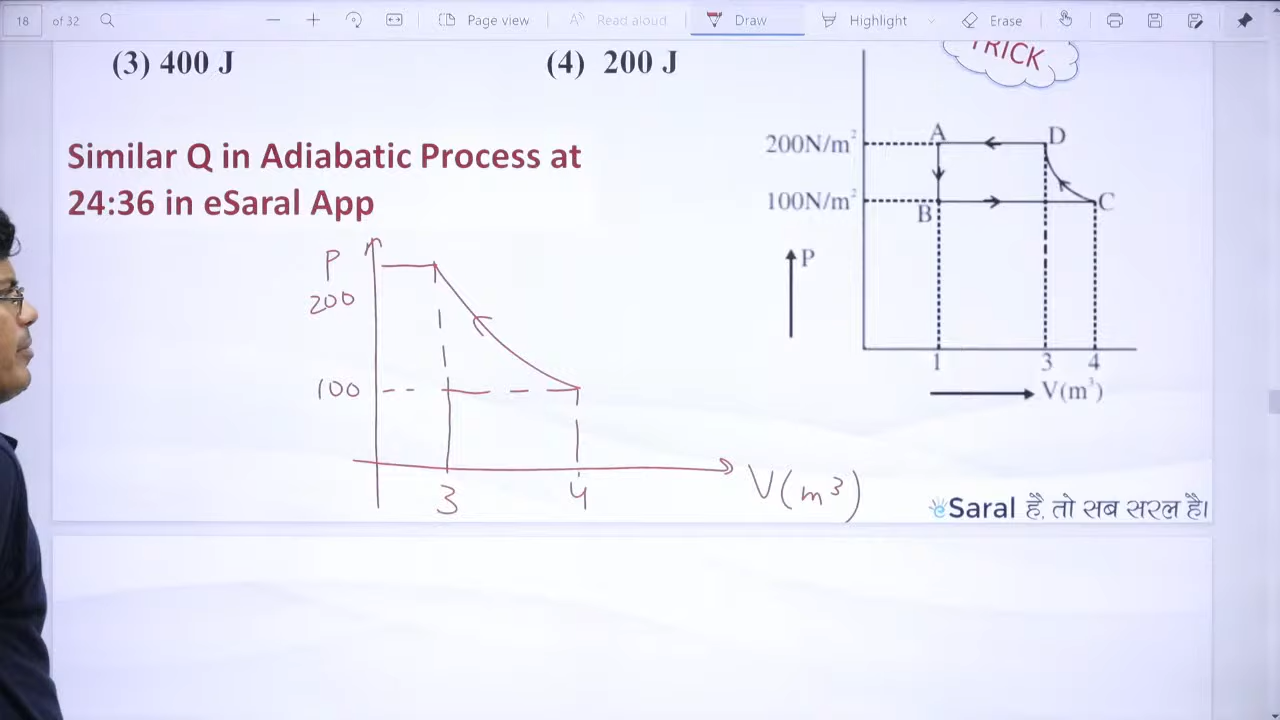 18 of 32 Page view Read aloud Draw Highlight Erase
(3) 400 J (4) 200 J
TRICK
Similar Q in Adiabatic Process at
24:36 in eSaral App
200N/m² A D
100N/m² B C
P
1 3 4
V(m³)
P
200
100
3 4 V(m³)
eSaral है, तो सब सरल है।